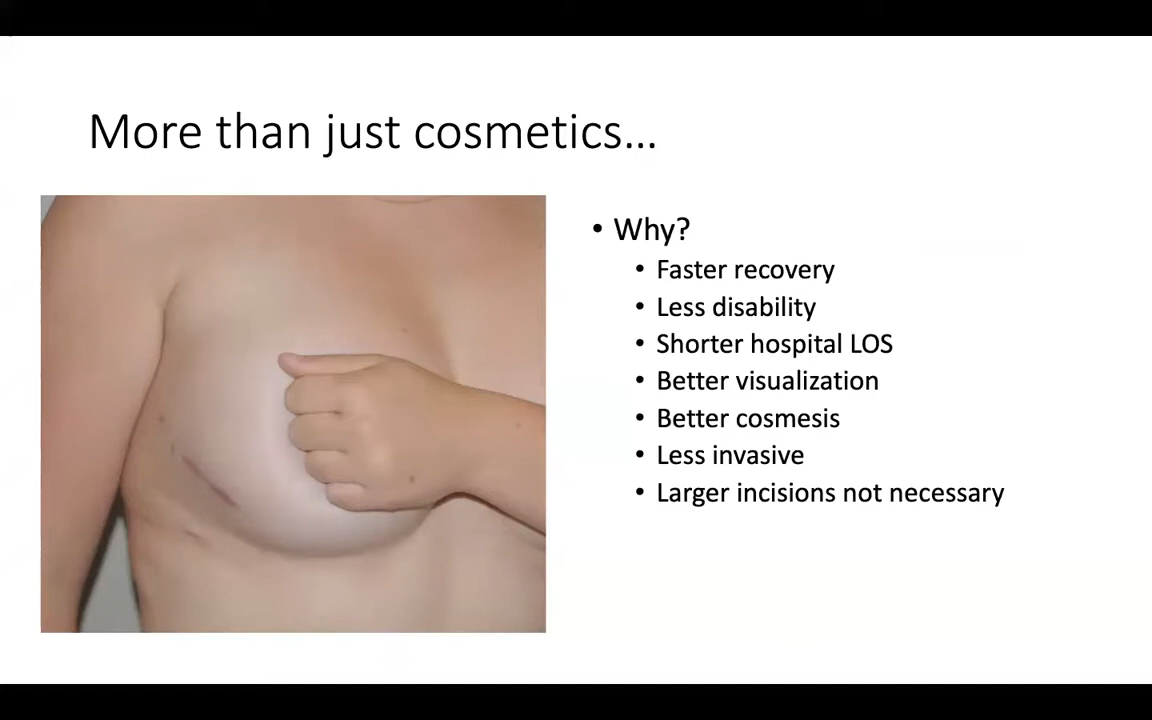 More than just cosmetics...
• Why?
• Faster recovery
• Less disability
• Shorter hospital LOS
• Better visualization
• Better cosmesis
• Less invasive
• Larger incisions not necessary